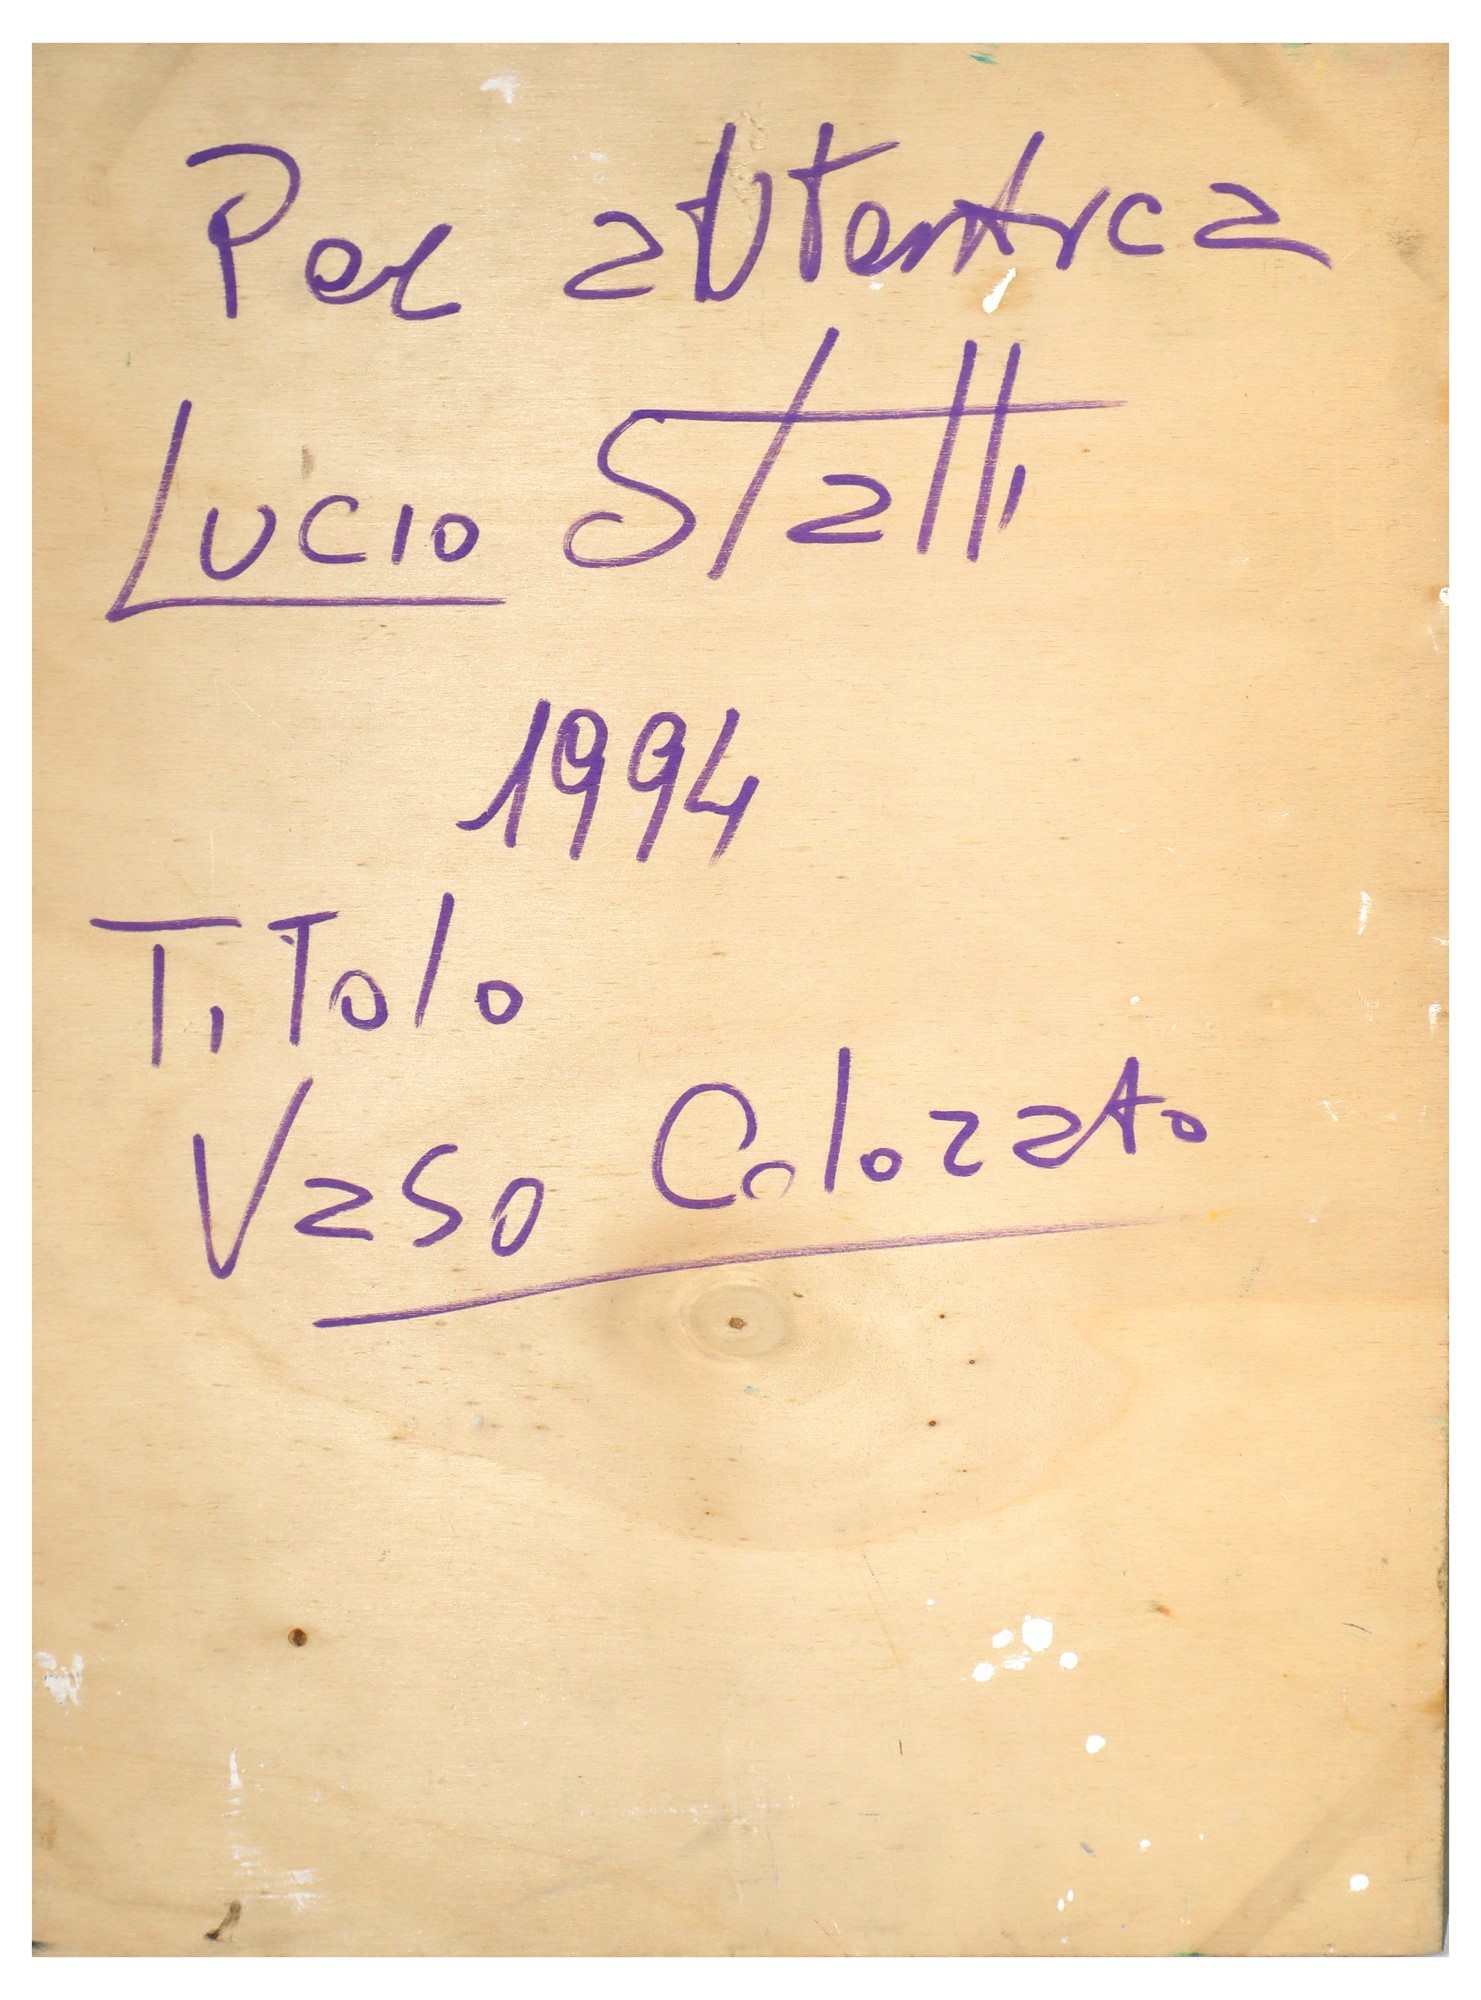 Per autentica
Lucio Statti
1994
Titolo
Vaso Colorato